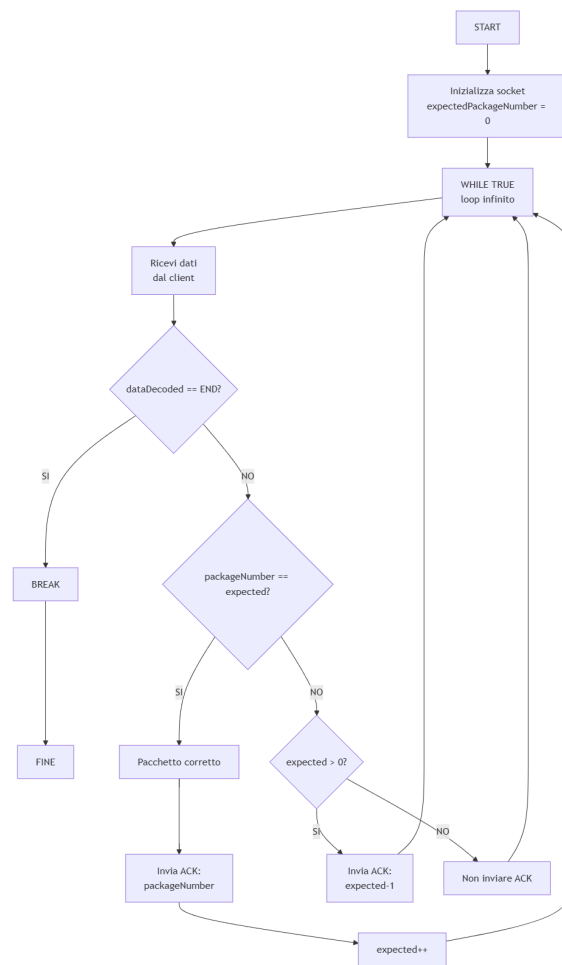 START
Inizializza socket
expectedPackageNumber =
0
WHILE TRUE
loop infinito
Ricevi dati
dal client
dataDecoded == END?
SI
NO
BREAK
packageNumber ==
expected?
SI
NO
FINE
Pacchetto corretto
expected > 0?
SI
NO
Invia ACK:
packageNumber
Invia ACK:
expected-1
Non inviare ACK
expected++